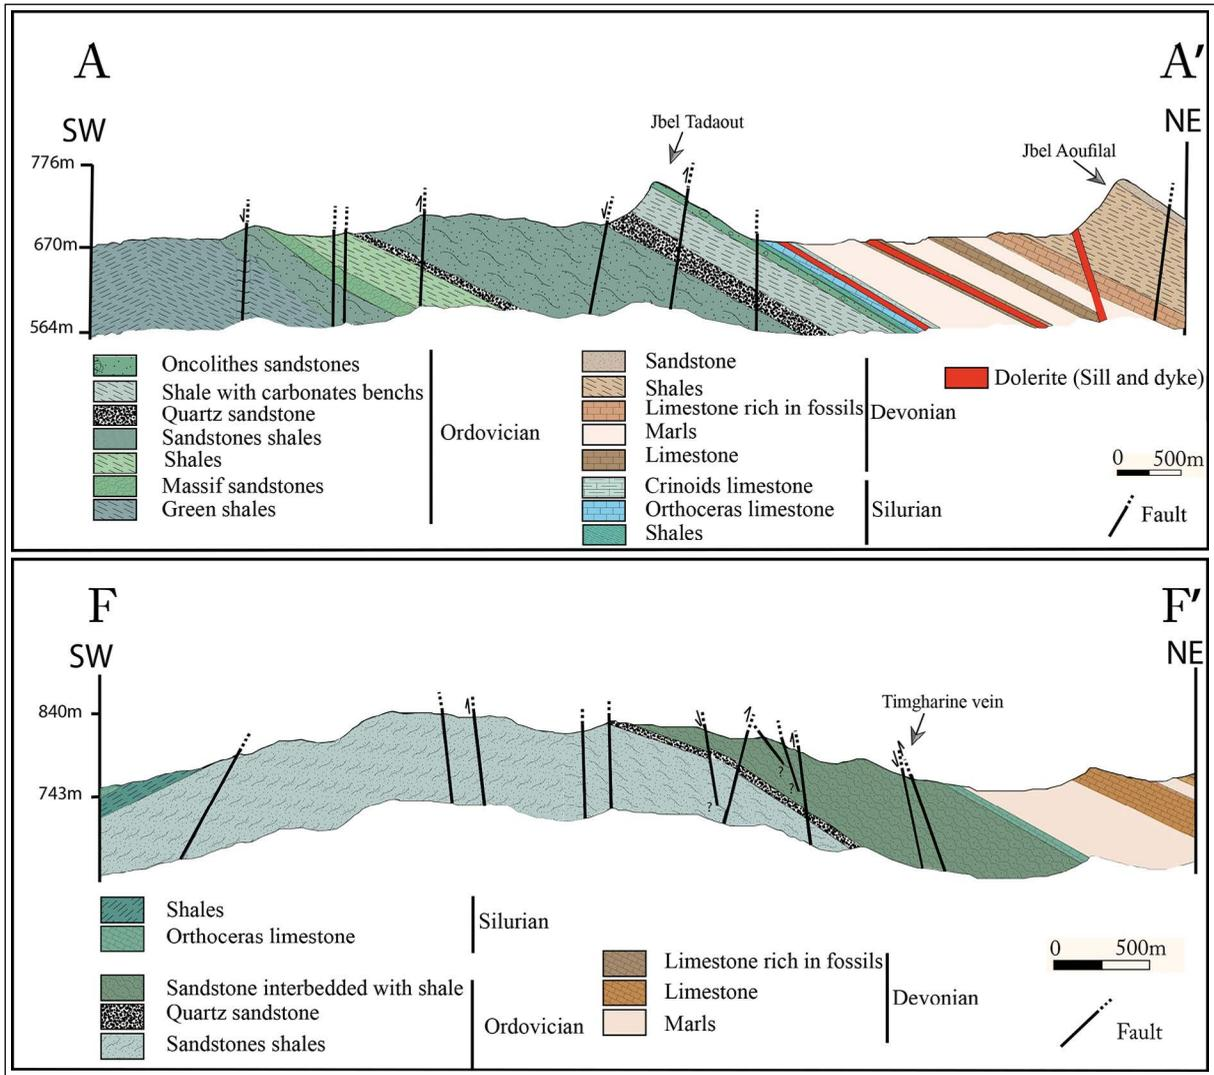 A
A'
SW
NE
Jbel Tadaout
Jbel Aoufilal
776m
670m
564m
Oncolithes sandstones
Shale with carbonates benchs
Quartz sandstone
Sandstones shales
Shales
Massif sandstones
Green shales
Ordovician
Sandstone
Shales
Limestone rich in fossils
Marls
Limestone
Devonian
Crinoids limestone
Orthoceras limestone
Shales
Silurian
Dolerite (Sill and dyke)
0 500m
Fault
F
F'
SW
NE
840m
743m
Timgharine vein
?
?
?
Shales
Orthoceras limestone
Silurian
Sandstone interbedded with shale
Quartz sandstone
Sandstones shales
Ordovician
Limestone rich in fossils
Limestone
Marls
Devonian
0 500m
Fault